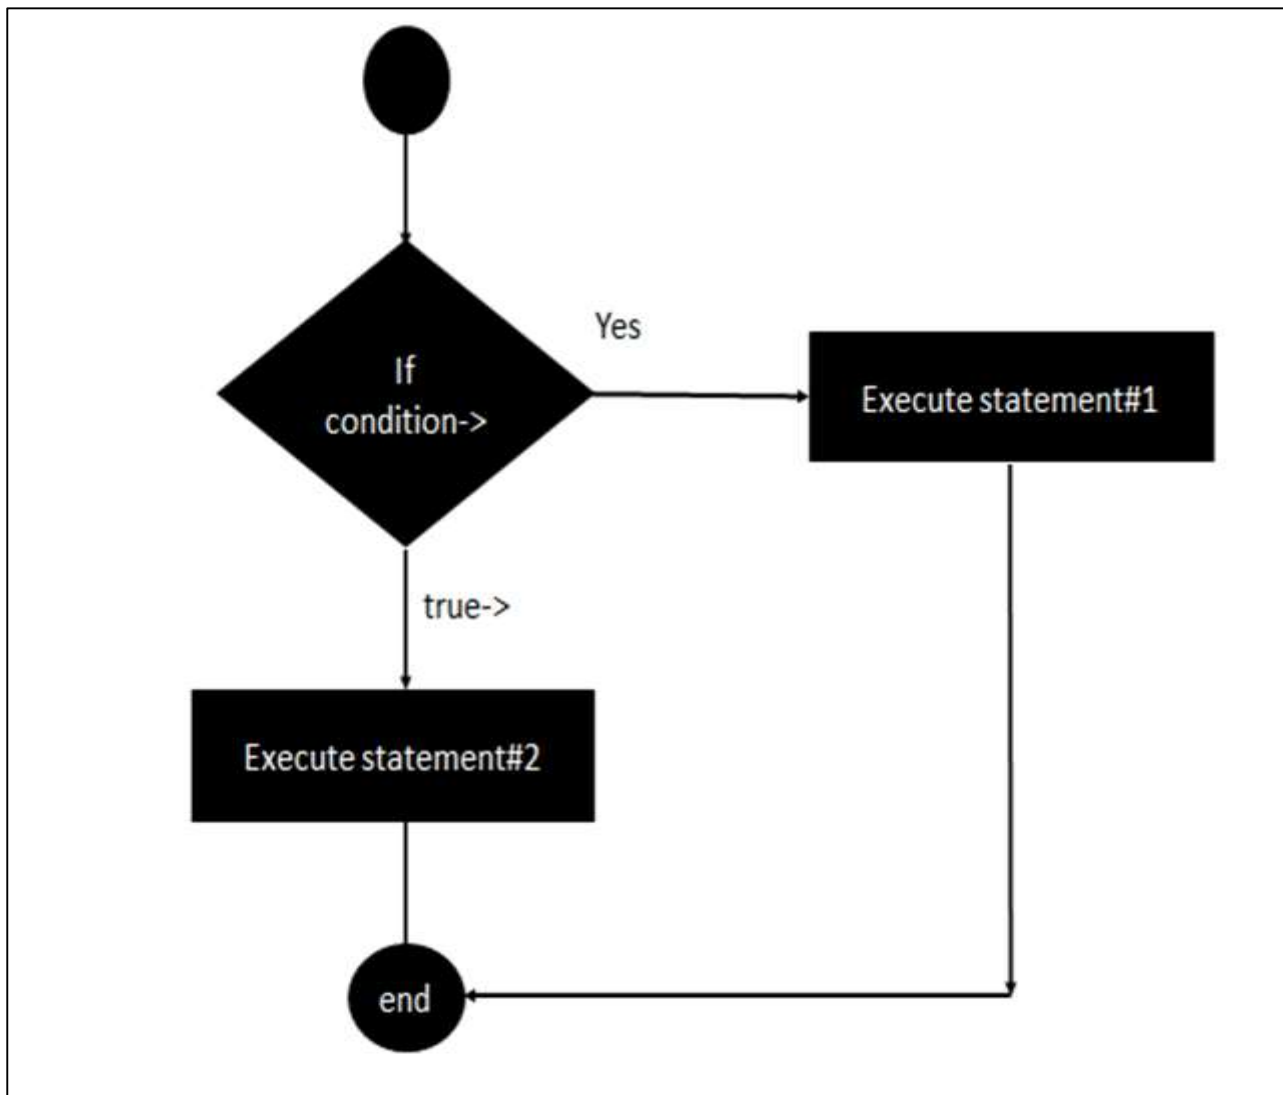 If
condition->
Yes
Execute statement#1
true->
Execute statement#2
end